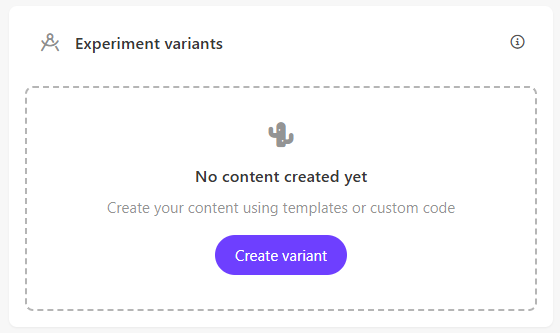 Experiment variants
No content created yet
Create your content using templates or custom code
Create variant